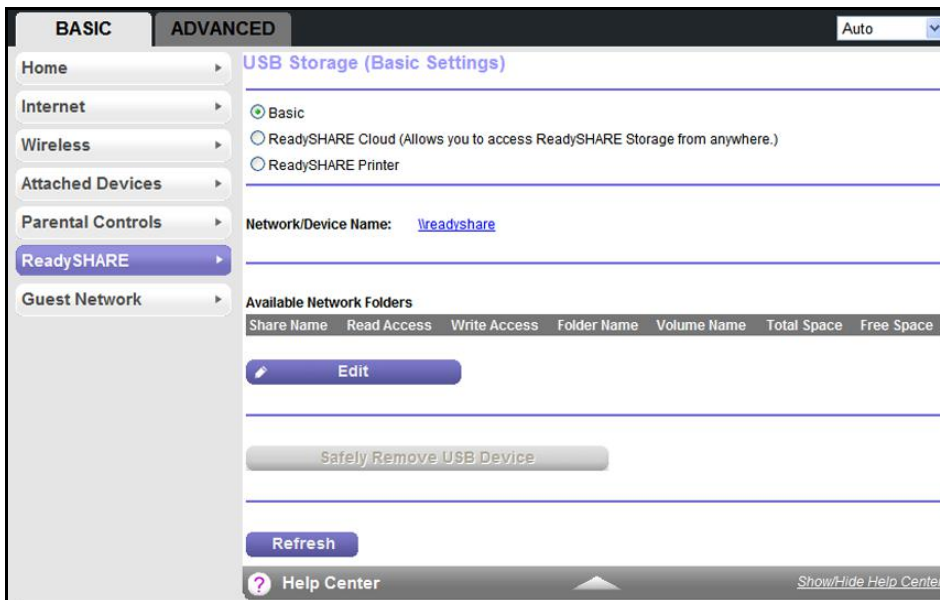 BASIC ADVANCED Auto
Home
Internet
Wireless
Attached Devices
Parental Controls
ReadySHARE
Guest Network
USB Storage (Basic Settings)
Basic
ReadySHARE Cloud (Allows you to access ReadySHARE Storage from anywhere.)
ReadySHARE Printer
Network/Device Name: \\readyshare
Available Network Folders
Share Name Read Access Write Access Folder Name Volume Name Total Space Free Space
Edit
Safely Remove USB Device
Refresh
? Help Center Show/Hide Help Center